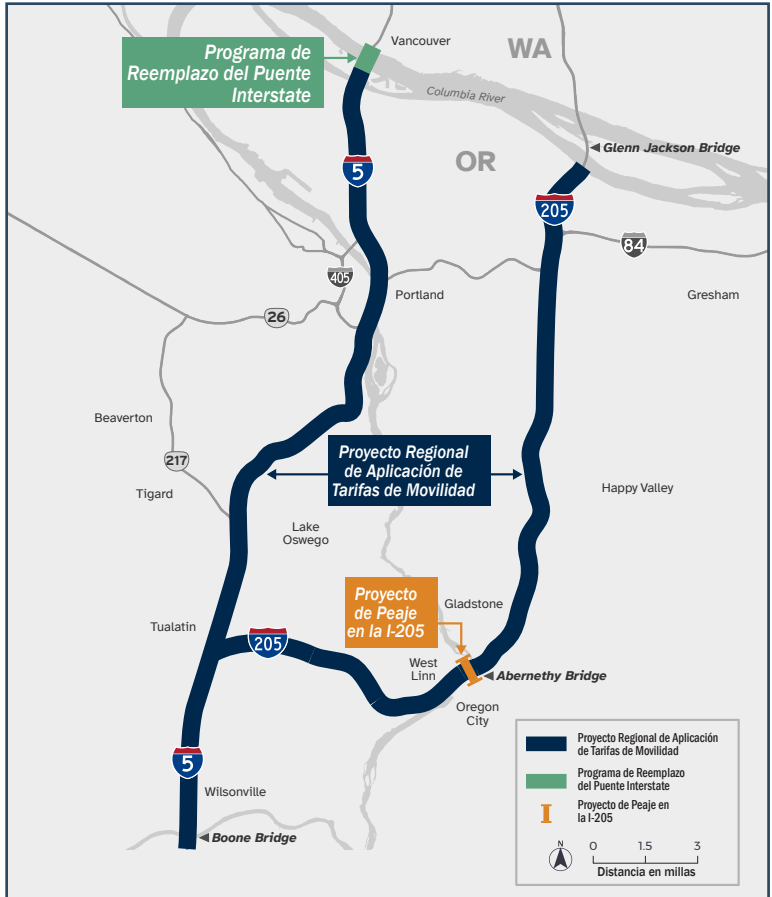 Programa de
Reemplazo del Puente
Interstate
Vancouver
WA
Columbia River
Glenn Jackson Bridge
OR
5
205
84
405
Portland
Gresham
26
Beaverton
217
Tigard
Proyecto Regional
de Aplicación de
Tarifas de Movilidad
Happy Valley
Lake
Oswego
Proyecto
de Peaje
en la I-205
Gladstone
Tualatin
205
West
Linn
Abernethy Bridge
Oregon
City
5
Wilsonville
Boone Bridge
Proyecto Regional de Aplicación
de Tarifas de Movilidad
Programa de Reemplazo
del Puente Interstate
Proyecto de Peaje en
la I-205
N
0 1.5 3
Distancia en millas